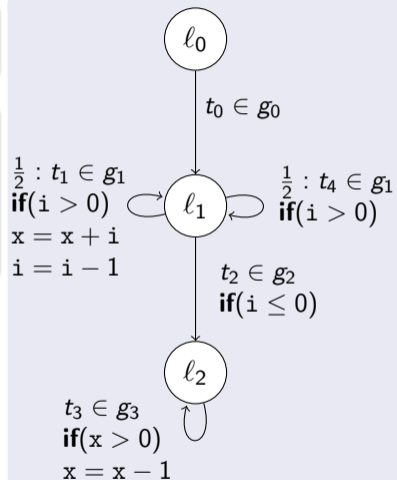 ℓ₀
t₀ ∈ g₀
½ : t₁ ∈ g₁
if(i > 0)
x = x + i
i = i − 1
ℓ₁
½ : t₄ ∈ g₁
if(i > 0)
t₂ ∈ g₂
if(i ≤ 0)
ℓ₂
t₃ ∈ g₃
if(x > 0)
x = x − 1